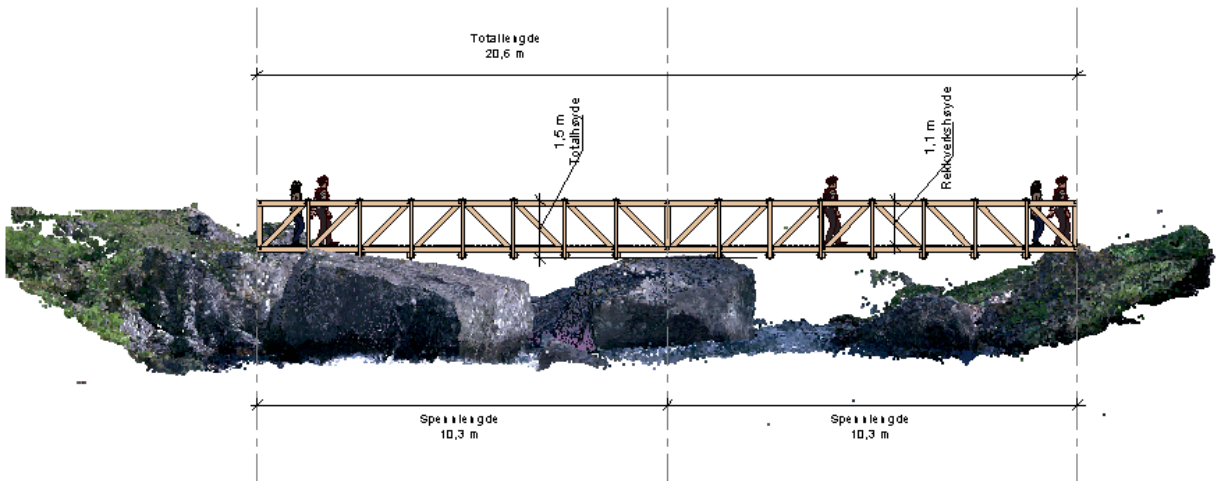 Totallengde
20,6 m
1,5 m
Totalhøyde
1,1 m
Rekkverkshøyde
Spennlengde
10,3 m
Spennlengde
10,3 m